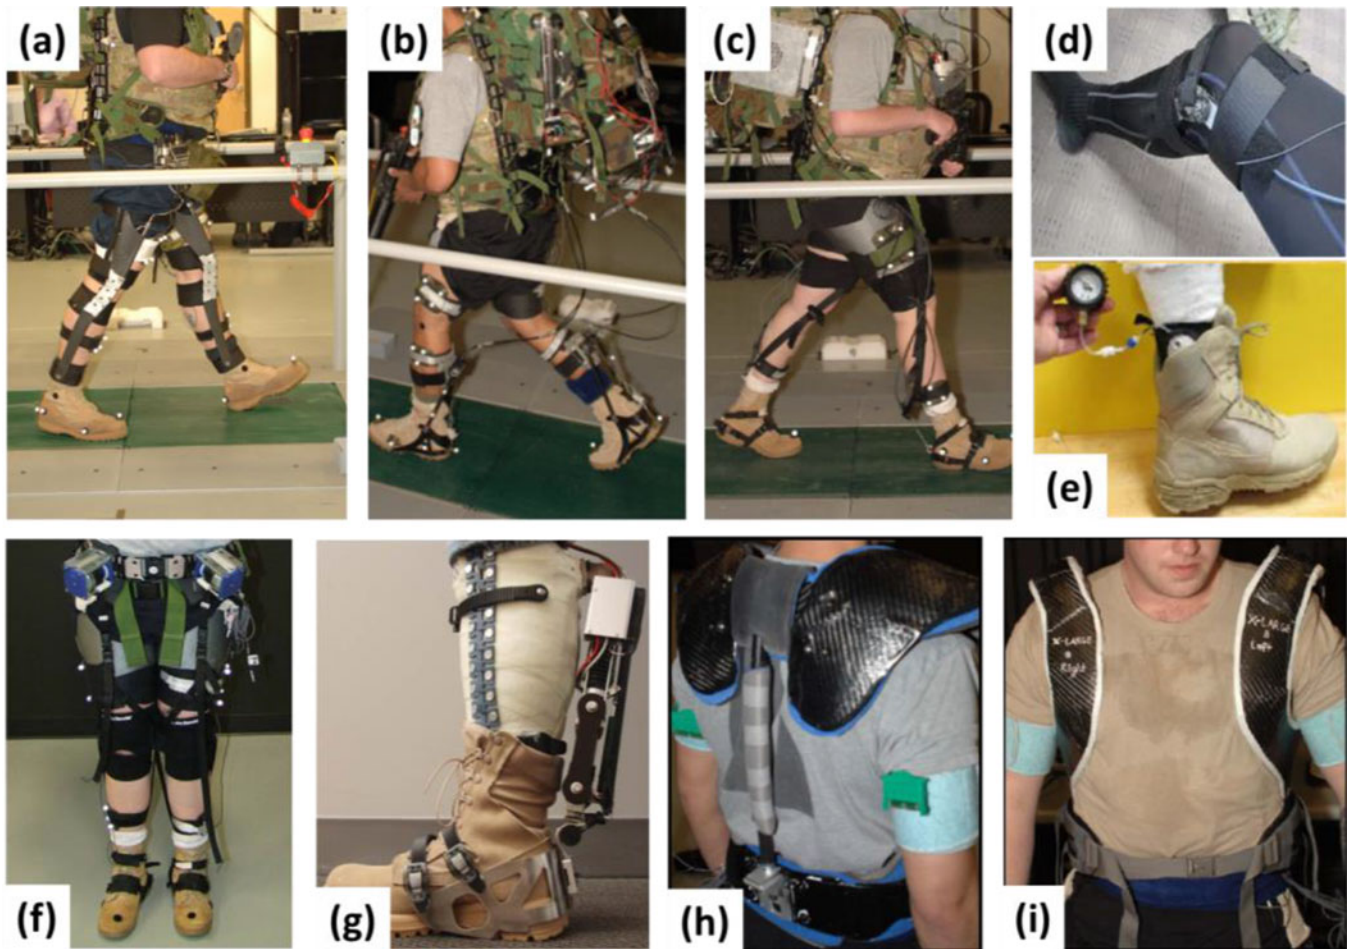 (a)
(b)
(c)
(d)
(e)
(f)
(g)
(h)
(i)
X-LARGE
Right
X-LARGE
Left